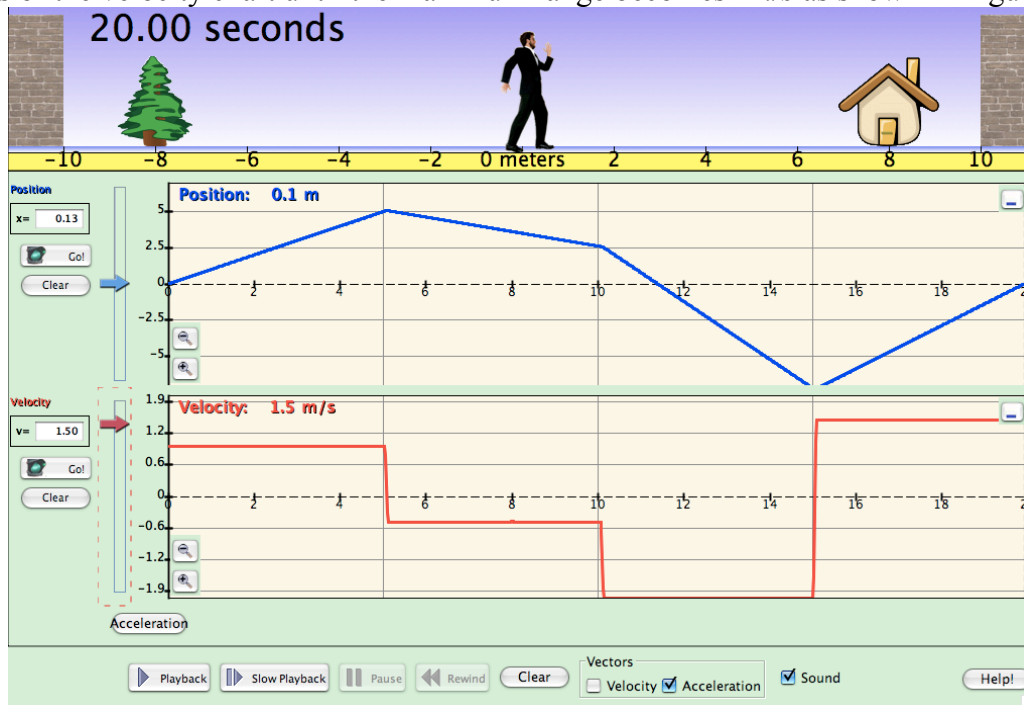 20.00 seconds
−10 −8 −6 −4 −2 0 meters 2 4 6 8 10
Position
x= 0.13
Go!
Clear
Position: 0.1 m
5
2.5
0
−2.5
−5
0 2 4 6 8 10 12 14 16 18
Velocity
v= 1.50
Go!
Clear
Velocity: 1.5 m/s
1.9
1.2
0.6
0
−0.6
−1.2
−1.9
0 2 4 6 8 10 12 14 16 18
Acceleration
Playback Slow Playback Pause Rewind Clear
Vectors
Velocity Acceleration
Sound
Help!